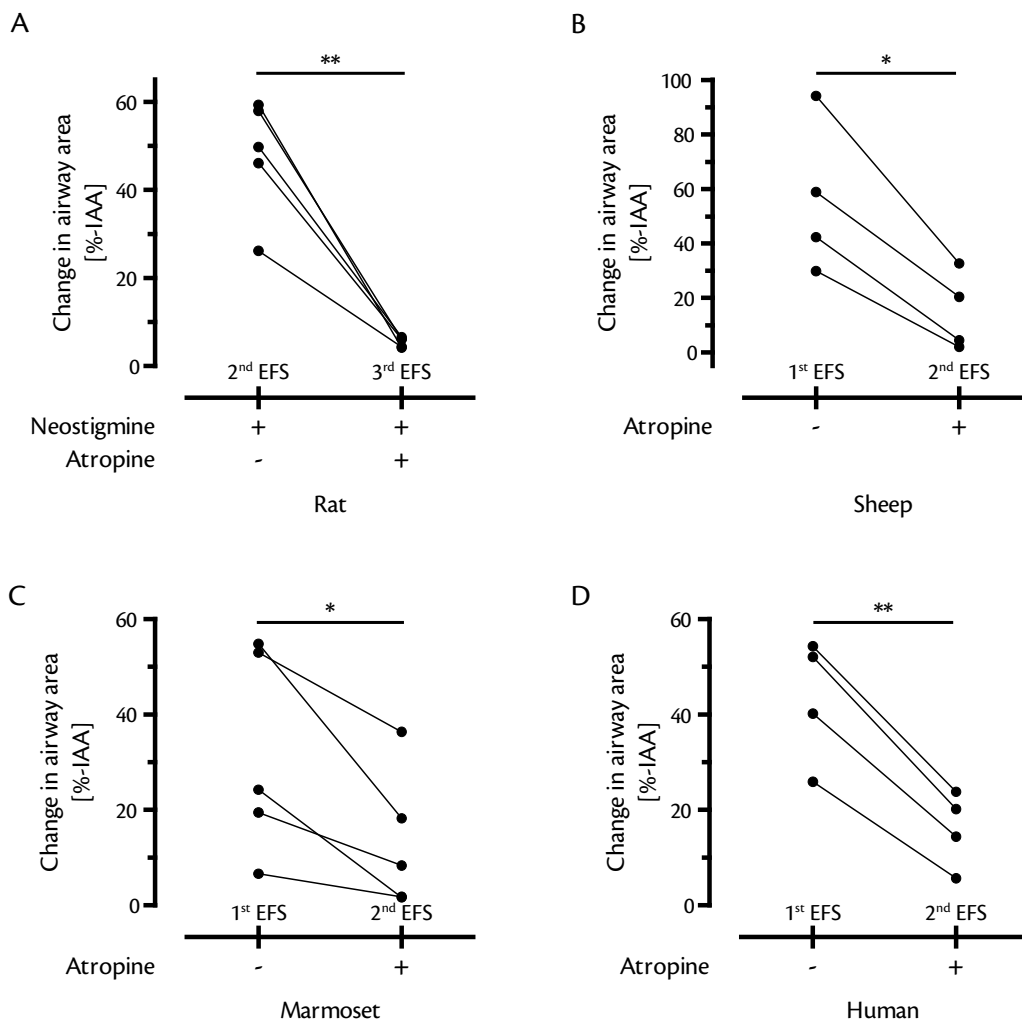 A
**
Change in airway area
[%-IAA]
60
40
20
0
2nd EFS 3rd EFS
Neostigmine + +
Atropine - +
Rat
B
*
Change in airway area
[%-IAA]
100
80
60
40
20
0
1st EFS 2nd EFS
Atropine - +
Sheep
C
*
Change in airway area
[%-IAA]
60
40
20
0
1st EFS 2nd EFS
Atropine - +
Marmoset
D
**
Change in airway area
[%-IAA]
60
40
20
0
1st EFS 2nd EFS
Atropine - +
Human